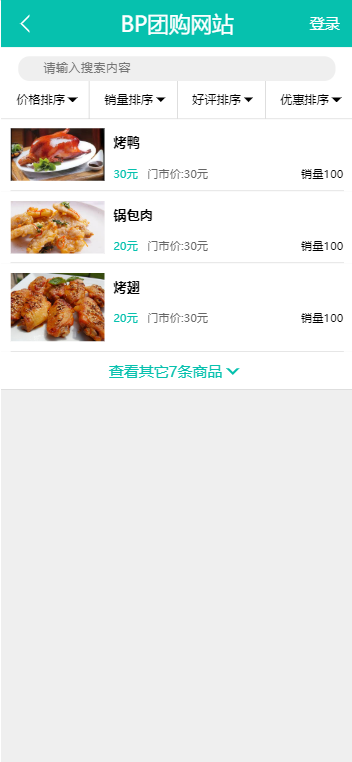 BP团购网站 登录
请输入搜索内容
价格排序 销量排序 好评排序 优惠排序
烤鸭
30元 门市价:30元 销量100
锅包肉
20元 门市价:30元 销量100
烤翅
20元 门市价:30元 销量100
查看其它7条商品